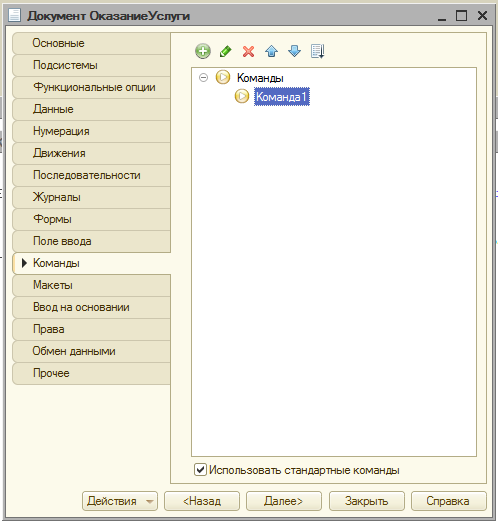 Документ ОказаниеУслуги
Основные
Подсистемы
Функциональные опции
Данные
Нумерация
Движения
Последовательности
Журналы
Формы
Поле ввода
Команды
Макеты
Ввод на основании
Права
Обмен данными
Прочее
Команды
Команда1
Использовать стандартные команды
Действия
<Назад
Далее>
Закрыть
Справка